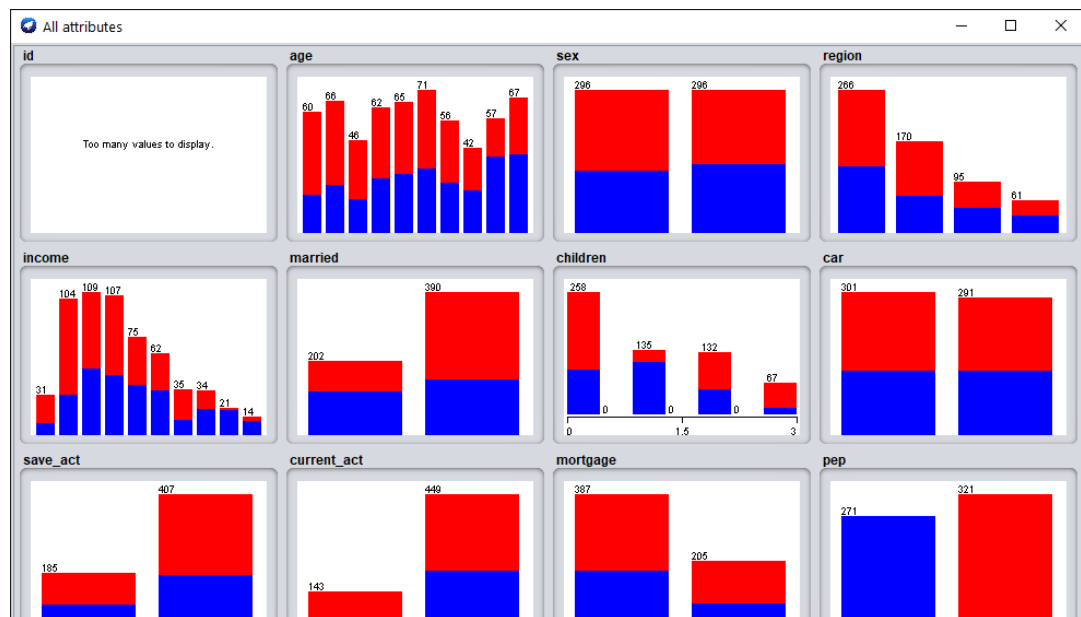 All attributes
id
age
sex
region
Too many values to display.
60 66 46 62 65 71 56 42 57 67
296 296
266 170 95 61
income
married
children
car
31 104 109 107 75 62 35 34 21 14
202 390
258 0 135 0 132 0 67
0 1.5 3
301 291
save_act
current_act
mortgage
pep
185 407
143 449
387 205
271 321